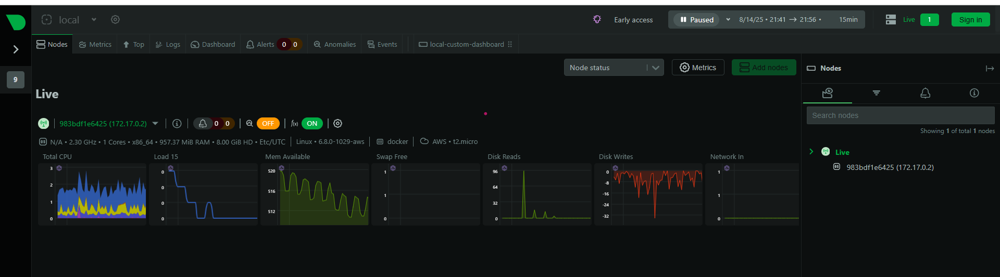 local
Early access
Paused
8/14/25 • 21:41 → 21:56 •
15min
Live
1
Sign in
Nodes
Metrics
Top
Logs
Dashboard
Alerts 0 0
Anomalies
Events
local-custom-dashboard
9
Node status
Metrics
Add nodes
Live
983bdf1e6425 (172.17.0.2)
0 0
OFF
f(x) ON
OS N/A • 2.30 GHz • 1 Cores • x86_64 • 957.37 MiB RAM • 8.00 GiB HD • Etc/UTC
Linux • 6.8.0-1029-aws
docker
AWS • t2.micro
Total CPU
3
2
1
0
Load 15
0
0
0
0
Mem Available
520
516
512
Swap Free
1
1
0
Disk Reads
96
64
32
0
Disk Writes
0
-8
-16
-24
-32
Network In
1
1
0
Nodes
Search nodes
Showing 1 of total 1 nodes
Live
OS 983bdf1e6425 (172.17.0.2)